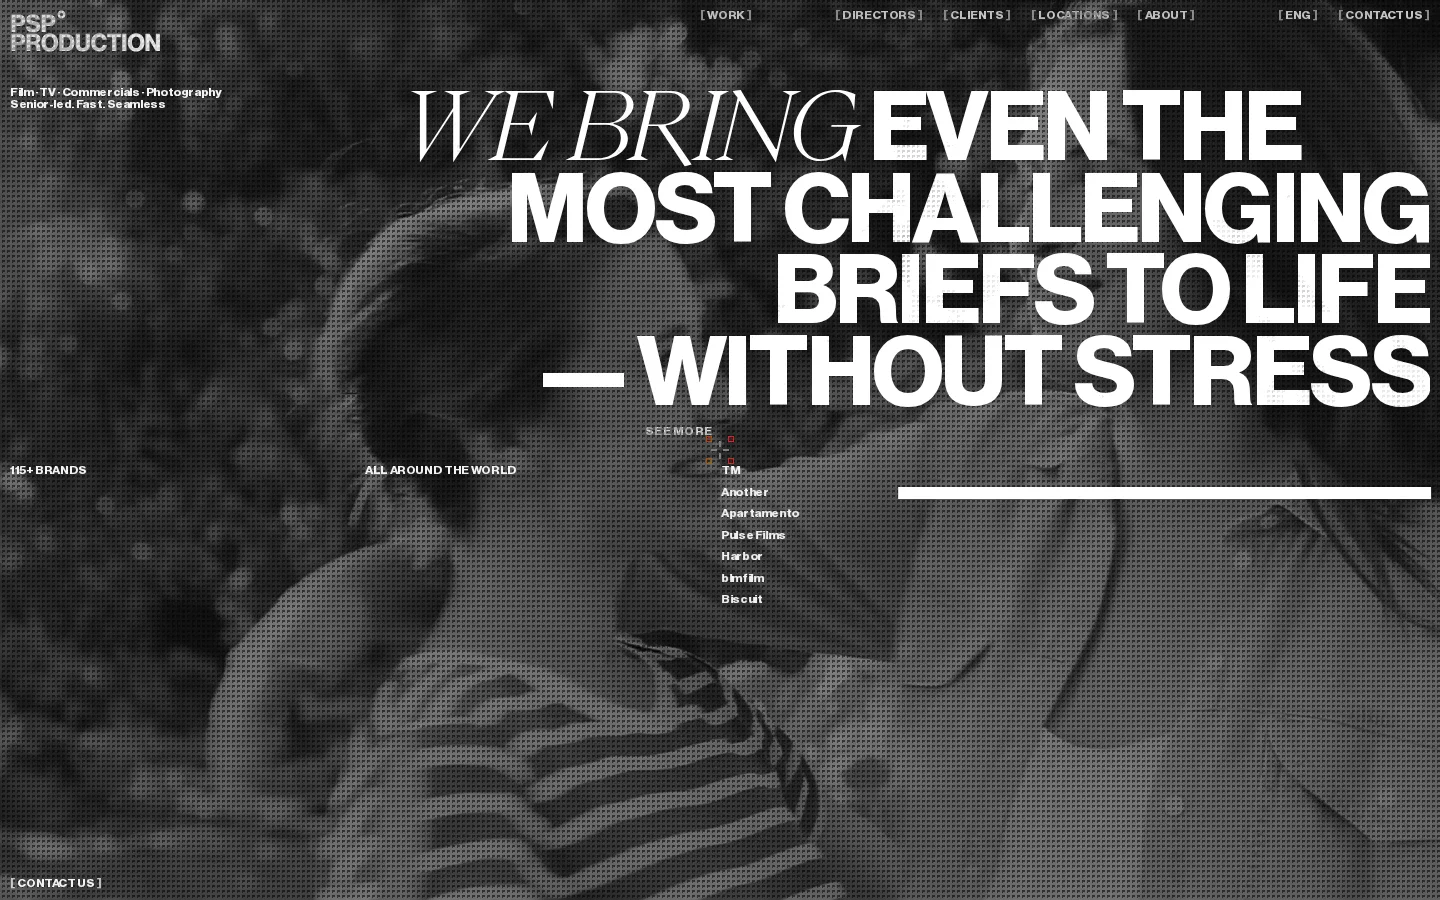 PSP
PRODUCTION
[ WORK ]
[ DIRECTORS ]
[ CLIENTS ]
[ LOCATIONS ]
[ ABOUT ]
[ ENG ]
[ CONTACT US ]
Film · TV · Commercials · Photography
Senior-led. Fast. Seamless
WE BRING EVEN THE
MOST CHALLENGING
BRIEFS TO LIFE
— WITHOUT STRESS
SEE MORE
115+ BRANDS
ALL AROUND THE WORLD
TM
Another
Apartamento
Pulse Films
Harbor
blmfilm
Biscuit
[ CONTACT US ]